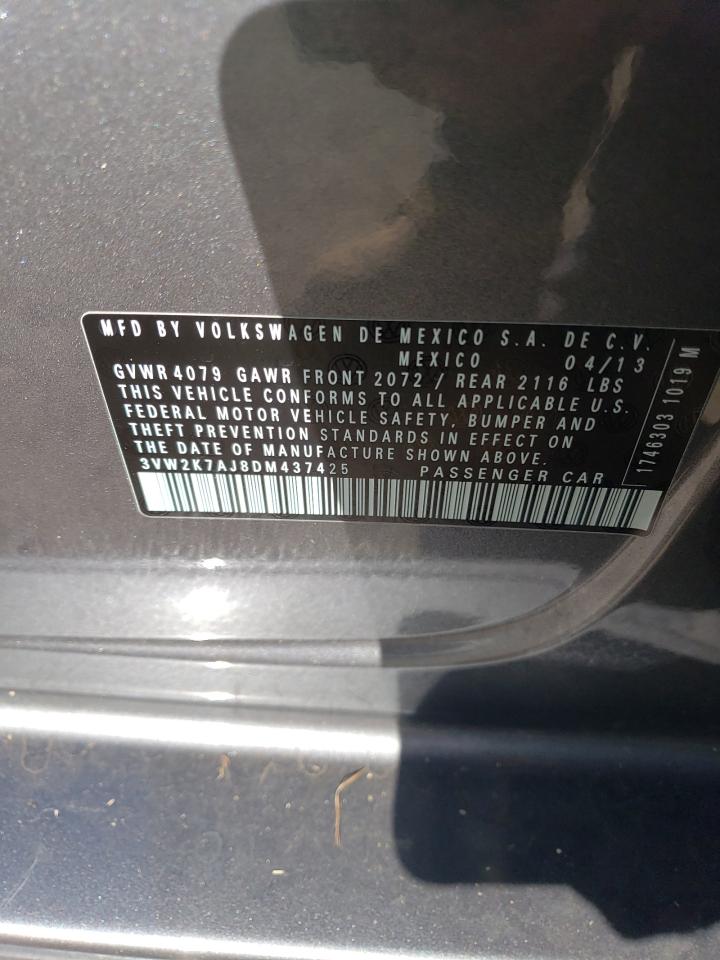 MFD BY VOLKSWAGEN DE MEXICO S.A. DE C.V.
MEXICO 04/13
GVWR 4079 GAWR FRONT 2072 / REAR 2116 LBS
THIS VEHICLE CONFORMS TO ALL APPLICABLE U.S.
FEDERAL MOTOR VEHICLE SAFETY, BUMPER AND
THEFT PREVENTION STANDARDS IN EFFECT ON
THE DATE OF MANUFACTURE SHOWN ABOVE.
3VW2K7AJ8DM437425 PASSENGER CAR
1746303 1019 M